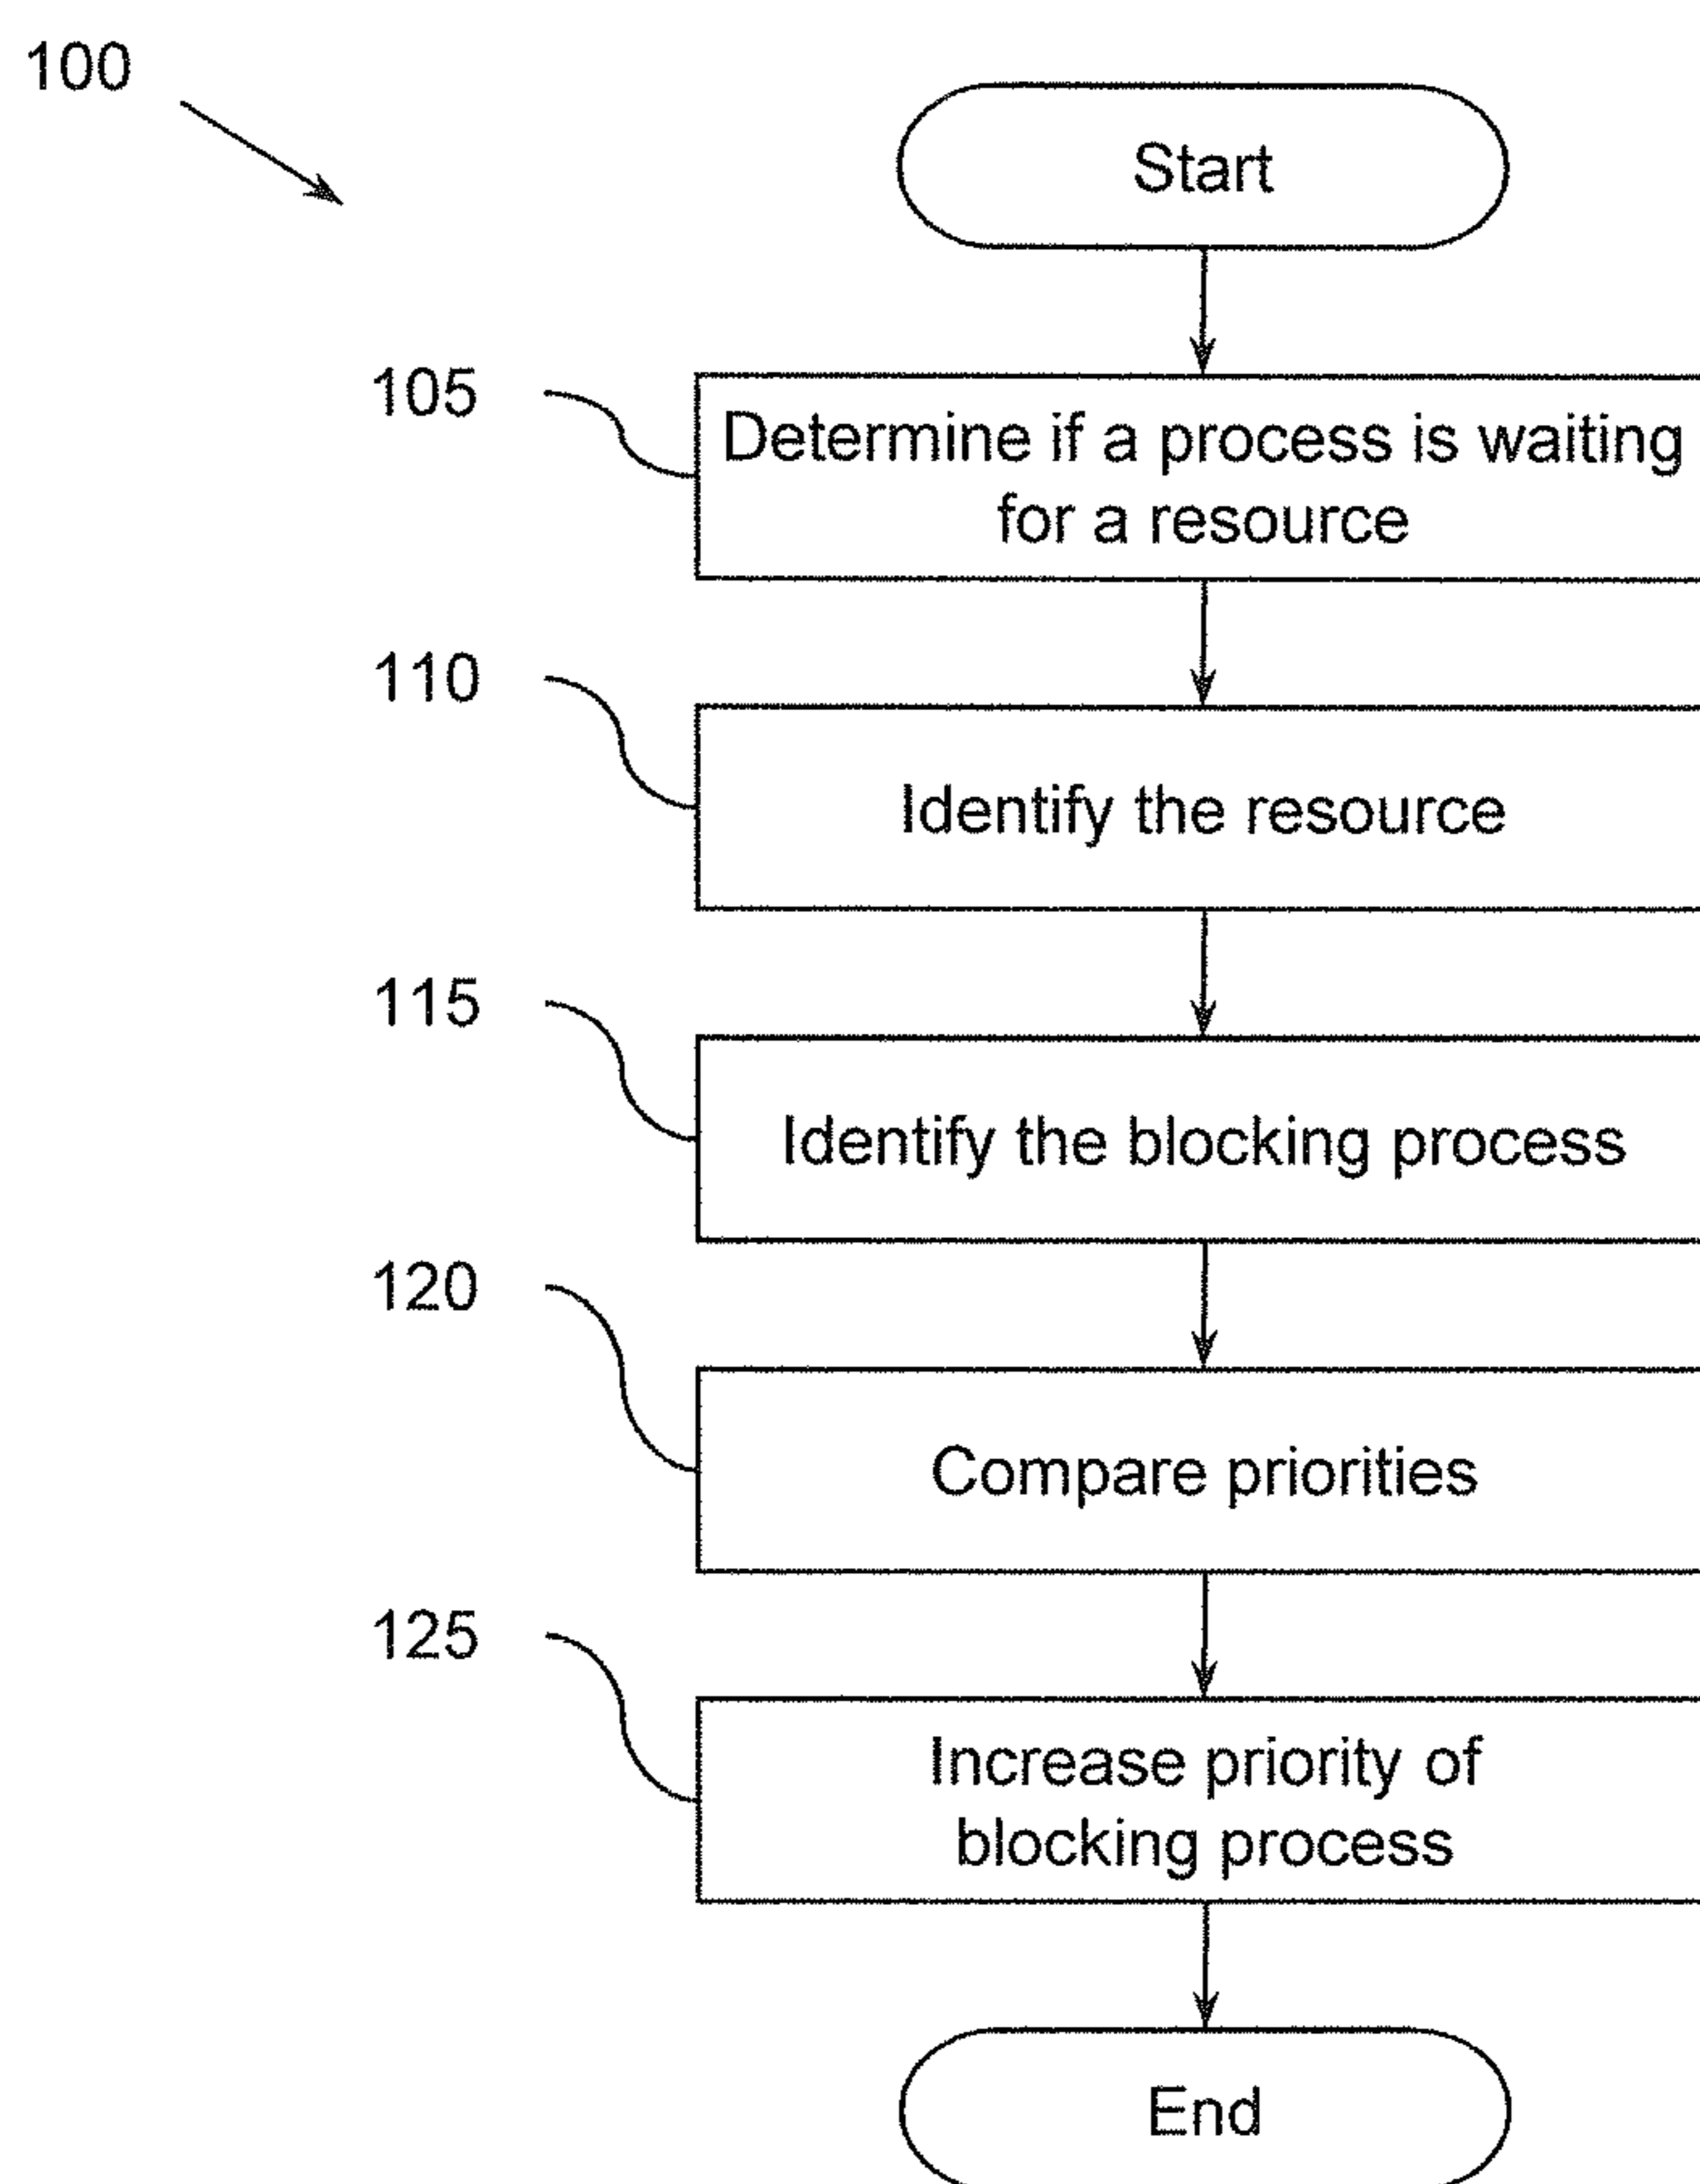 100
Start
105
Determine if a process is waiting
for a resource
110
Identify the resource
115
Identify the blocking process
120
Compare priorities
125
Increase priority of
blocking process
End